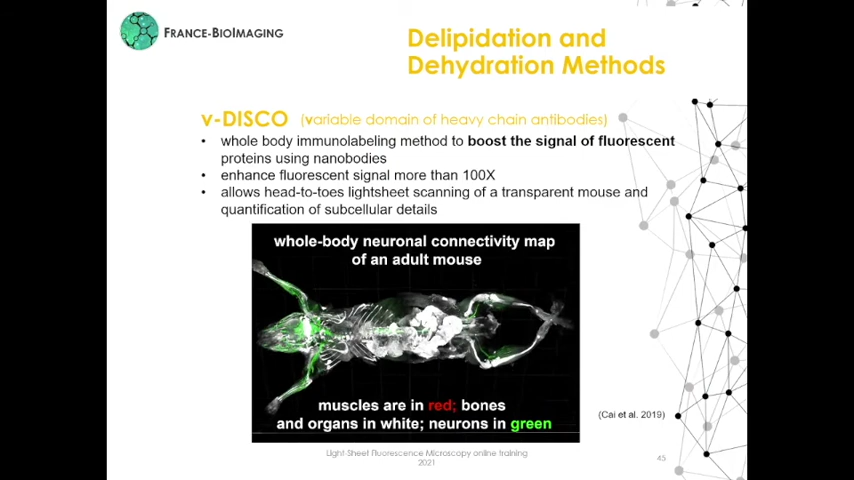 FRANCE-BIOIMAGING
Delipidation and
Dehydration Methods
v-DISCO (variable domain of heavy chain antibodies)
• whole body immunolabeling method to boost the signal of fluorescent
proteins using nanobodies
• enhance fluorescent signal more than 100X
• allows head-to-toes lightsheet scanning of a transparent mouse and
quantification of subcellular details
whole-body neuronal connectivity map
of an adult mouse
muscles are in red; bones
and organs in white; neurons in green
(Cai et al. 2019)
Light-Sheet Fluorescence Microscopy online training
2021
45